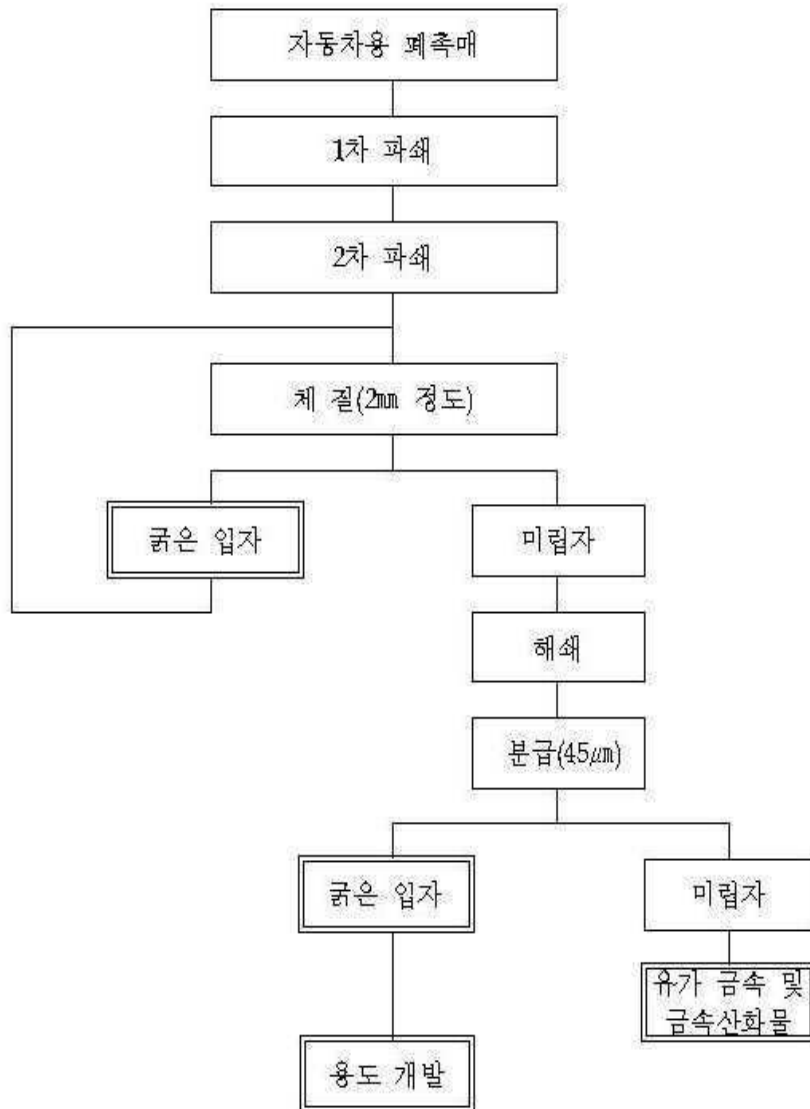 자동차용 폐촉매
1차 파쇄
2차 파쇄
체 질(2㎜ 정도)
굵은 입자
미립자
해쇄
분급(45㎛)
굵은 입자
미립자
유가 금속 및
금속산화물
용도 개발